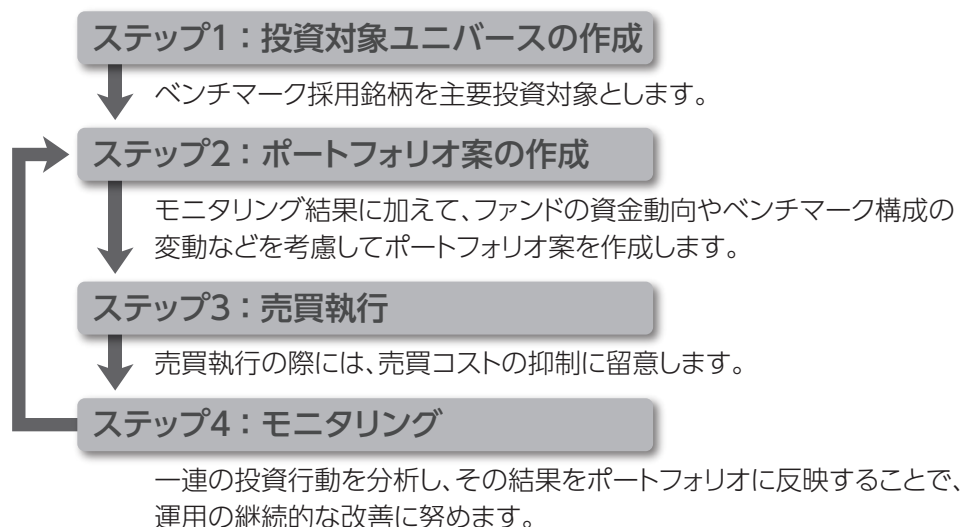 ステップ1：投資対象ユニバースの作成
ベンチマーク採用銘柄を主要投資対象とします。
ステップ2：ポートフォリオ案の作成
モニタリング結果に加えて、ファンドの資金動向やベンチマーク構成の
変動などを考慮してポートフォリオ案を作成します。
ステップ3：売買執行
売買執行の際には、売買コストの抑制に留意します。
ステップ4：モニタリング
一連の投資行動を分析し、その結果をポートフォリオに反映することで、
運用の継続的な改善に努めます。